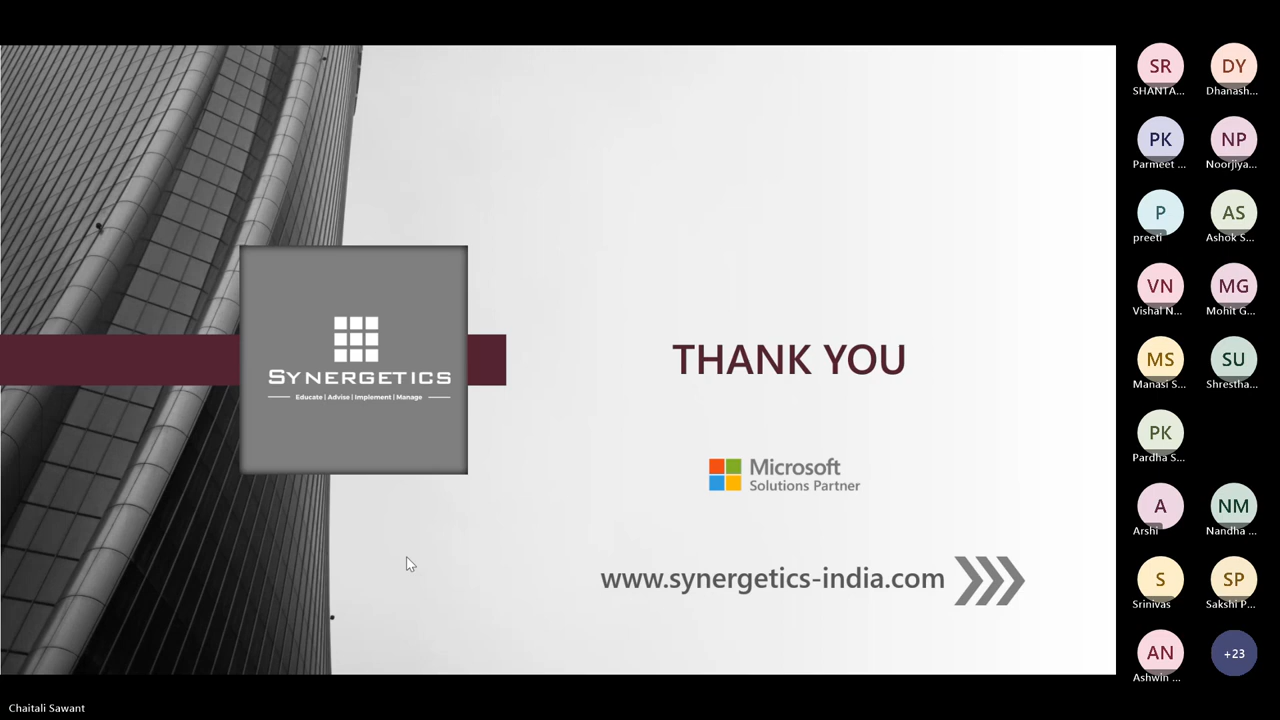 SYNERGETICS
Educate | Advise | Implement | Manage
THANK YOU
Microsoft
Solutions Partner
www.synergetics-india.com
SR DY
SHANTA... Dhanash...
PK NP
Parmeet ... Noorjiya...
P AS
preeti Ashok S...
VN MG
Vishal N... Mohit G...
MS SU
Manasi S... Shrestha...
PK
Pardha S...
A NM
Arshi Nandha ...
S SP
Srinivas Sakshi P...
AN +23
Ashwin ...
Chaitali Sawant